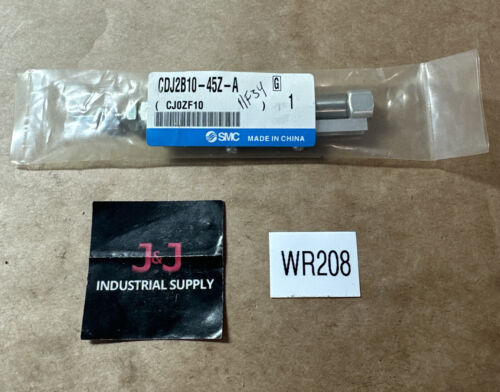 CDJ2B10-45Z-A G
( CJ0ZF10 ) 1
11F34
SMC MADE IN CHINA
J&J
INDUSTRIAL SUPPLY
WR208